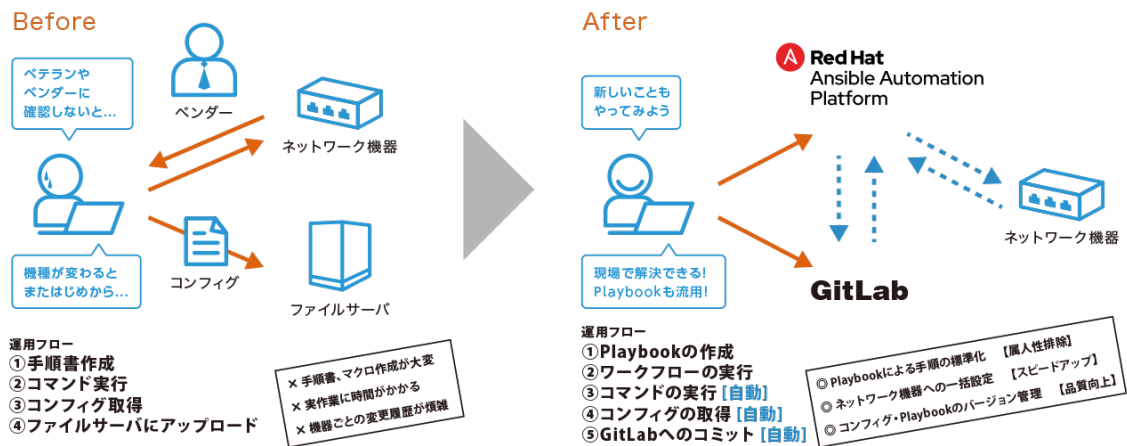 Before
ベテランや
ベンダーに
確認しないと...
ベンダー
ネットワーク機器
機種が変わると
またはじめから...
コンフィグ
ファイルサーバ
運用フロー
①手順書作成
②コマンド実行
③コンフィグ取得
④ファイルサーバにアップロード
× 手順書、マクロ作成が大変
× 実作業に時間がかかる
× 機器ごとの変更履歴が煩雑
After
新しいことも
やってみよう
Red Hat
Ansible Automation
Platform
ネットワーク機器
現場で解決できる!
Playbookも流用!
GitLab
運用フロー
①Playbookの作成
②ワークフローの実行
③コマンドの実行 [自動]
④コンフィグの取得 [自動]
⑤GitLabへのコミット [自動]
◎ Playbookによる手順の標準化 【属人性排除】
◎ ネットワーク機器への一括設定 【スピードアップ】
◎ コンフィグ・Playbookのバージョン管理 【品質向上】